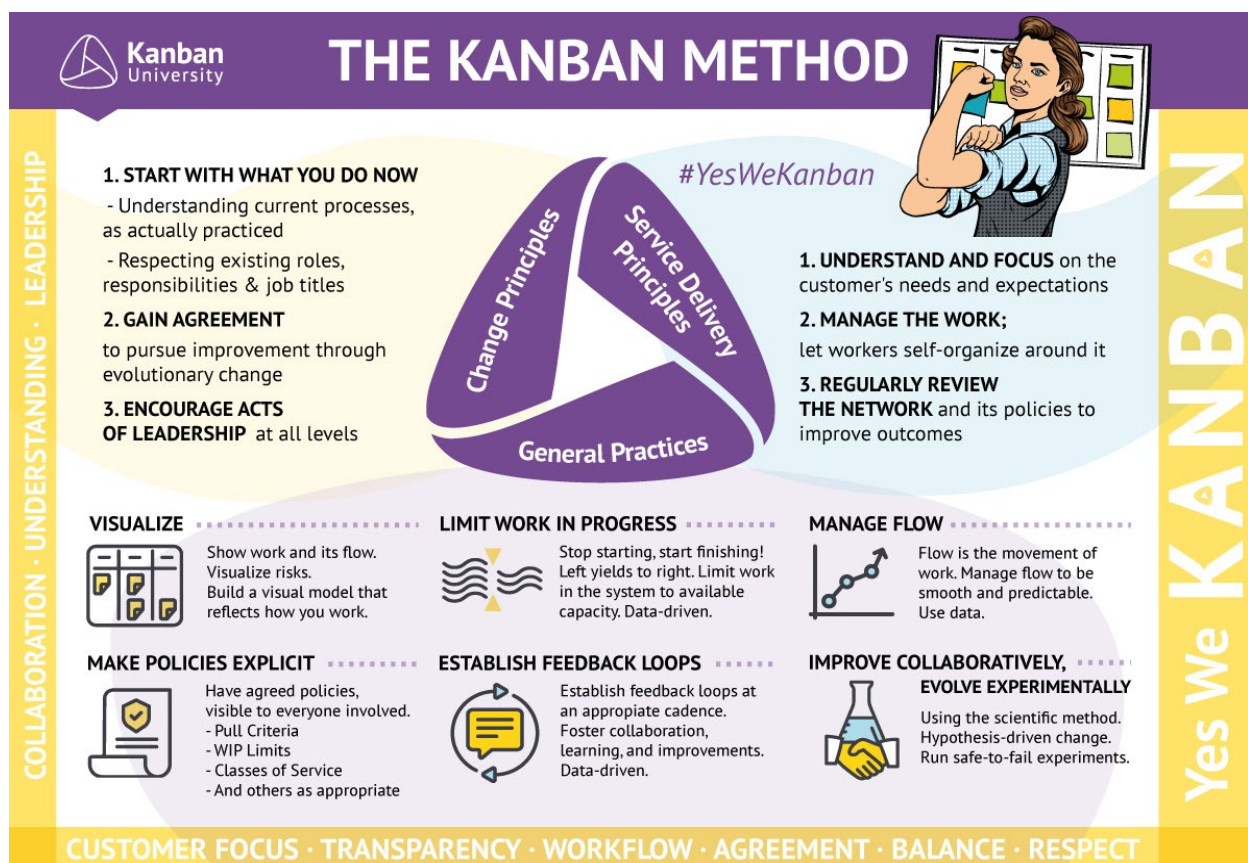 Kanban
University
THE KANBAN METHOD
#YesWeKanban
COLLABORATION · UNDERSTANDING · LEADERSHIP
1. START WITH WHAT YOU DO NOW
- Understanding current processes,
as actually practiced
- Respecting existing roles,
responsibilities & job titles
2. GAIN AGREEMENT
to pursue improvement through
evolutionary change
3. ENCOURAGE ACTS
OF LEADERSHIP at all levels
Change Principles
Service Delivery
Principles
General Practices
1. UNDERSTAND AND FOCUS on the
customer's needs and expectations
2. MANAGE THE WORK;
let workers self-organize around it
3. REGULARLY REVIEW
THE NETWORK and its policies to
improve outcomes
VISUALIZE
Show work and its flow.
Visualize risks.
Build a visual model that
reflects how you work.
LIMIT WORK IN PROGRESS
Stop starting, start finishing!
Left yields to right. Limit work
in the system to available
capacity. Data-driven.
MANAGE FLOW
Flow is the movement of
work. Manage flow to be
smooth and predictable.
Use data.
MAKE POLICIES EXPLICIT
Have agreed policies,
visible to everyone involved.
- Pull Criteria
- WIP Limits
- Classes of Service
- And others as appropriate
ESTABLISH FEEDBACK LOOPS
Establish feedback loops at
an appropiate cadence.
Foster collaboration,
learning, and improvements.
Data-driven.
IMPROVE COLLABORATIVELY,
EVOLVE EXPERIMENTALLY
Using the scientific method.
Hypothesis-driven change.
Run safe-to-fail experiments.
Yes We KANBAN
CUSTOMER FOCUS · TRANSPARENCY · WORKFLOW · AGREEMENT · BALANCE · RESPECT